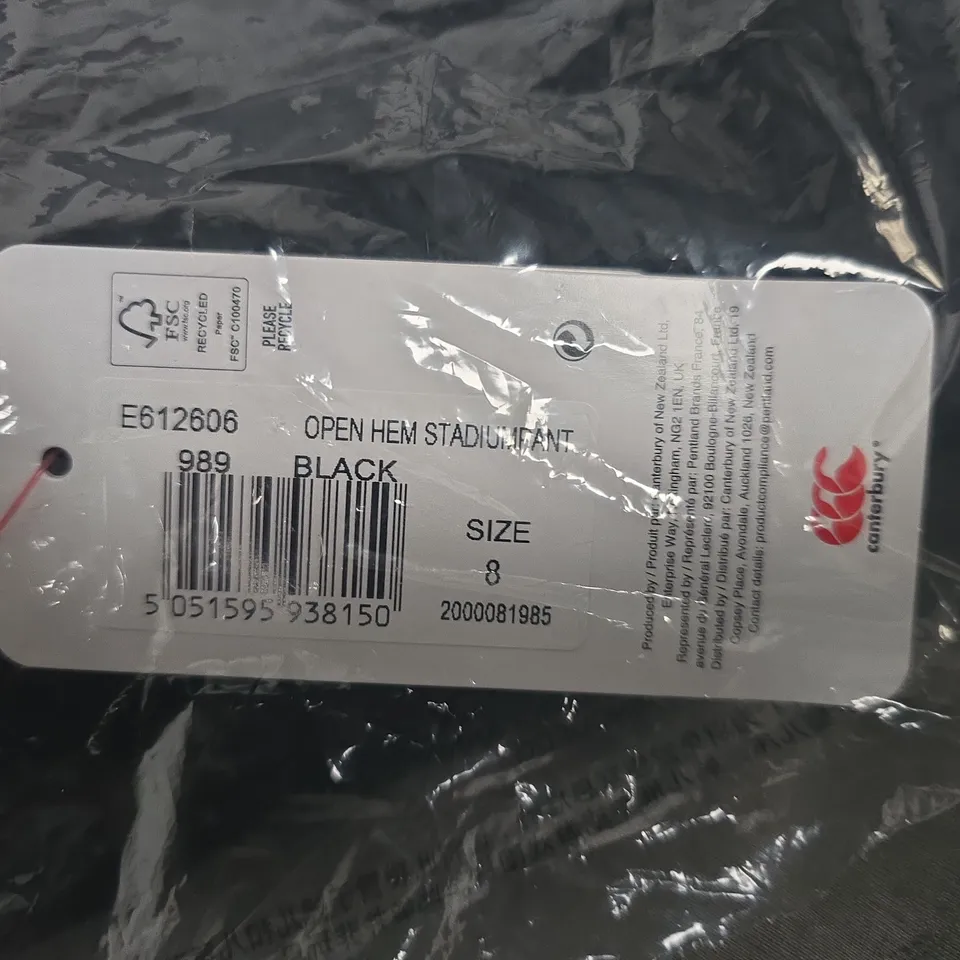 FSC
www.fsc.org
RECYCLED
Paper
FSC™ C100470
PLEASE
RECYCLE
E612606 OPEN HEM STADIUM PANT
989 BLACK
5 051595 938150
SIZE
8
2000081985
Produced by / Produit par: Canterbury of New Zealand Ltd,
Enterprise Way, Nottingham, NG2 1EN, UK
Represented by / Représenté par: Pentland Brands France, 84
avenue du Général Leclerc, 92100 Boulogne-Billancourt, France
Distributed by / Distribué par: Canterbury of New Zealand Ltd, 19
Copsey Place, Avondale, Auckland 1026, New Zealand
Contact details: productcompliance@pentland.com
canterbury